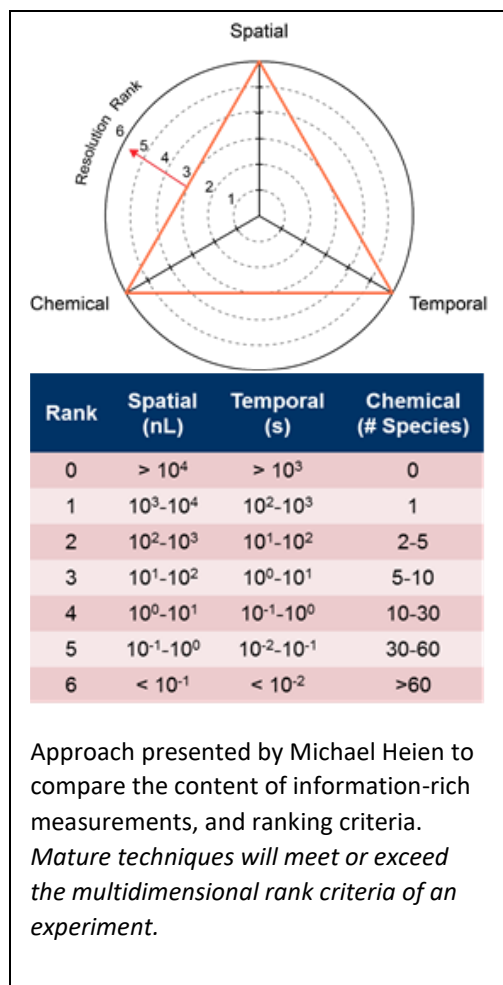 Spatial
Resolution Rank
6
5
4
3
2
1
Chemical
Temporal
Rank Spatial (nL) Temporal (s) Chemical (# Species)
0 > 10⁴ > 10³ 0
1 10³-10⁴ 10²-10³ 1
2 10²-10³ 10¹-10² 2-5
3 10¹-10² 10⁰-10¹ 5-10
4 10⁰-10¹ 10⁻¹-10⁰ 10-30
5 10⁻¹-10⁰ 10⁻²-10⁻¹ 30-60
6 < 10⁻¹ < 10⁻² >60
Approach presented by Michael Heien to
compare the content of information-rich
measurements, and ranking criteria.
Mature techniques will meet or exceed
the multidimensional rank criteria of an
experiment.